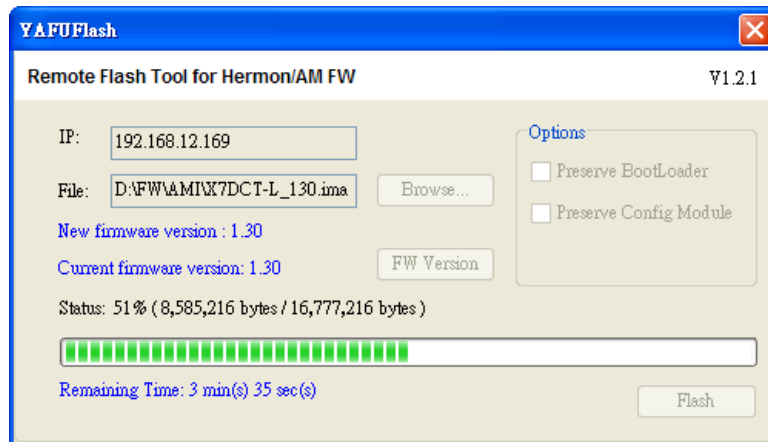 YAFUFlash
Remote Flash Tool for Hermon/AM FW V1.2.1
IP: 192.168.12.169
File: D:\FW\AMI\X7DCT-L_130.ima Browse...
New firmware version : 1.30
Current firmware version: 1.30 FW Version
Options
Preserve BootLoader
Preserve Config Module
Status: 51% ( 8,585,216 bytes / 16,777,216 bytes )
Remaining Time: 3 min(s) 35 sec(s)
Flash